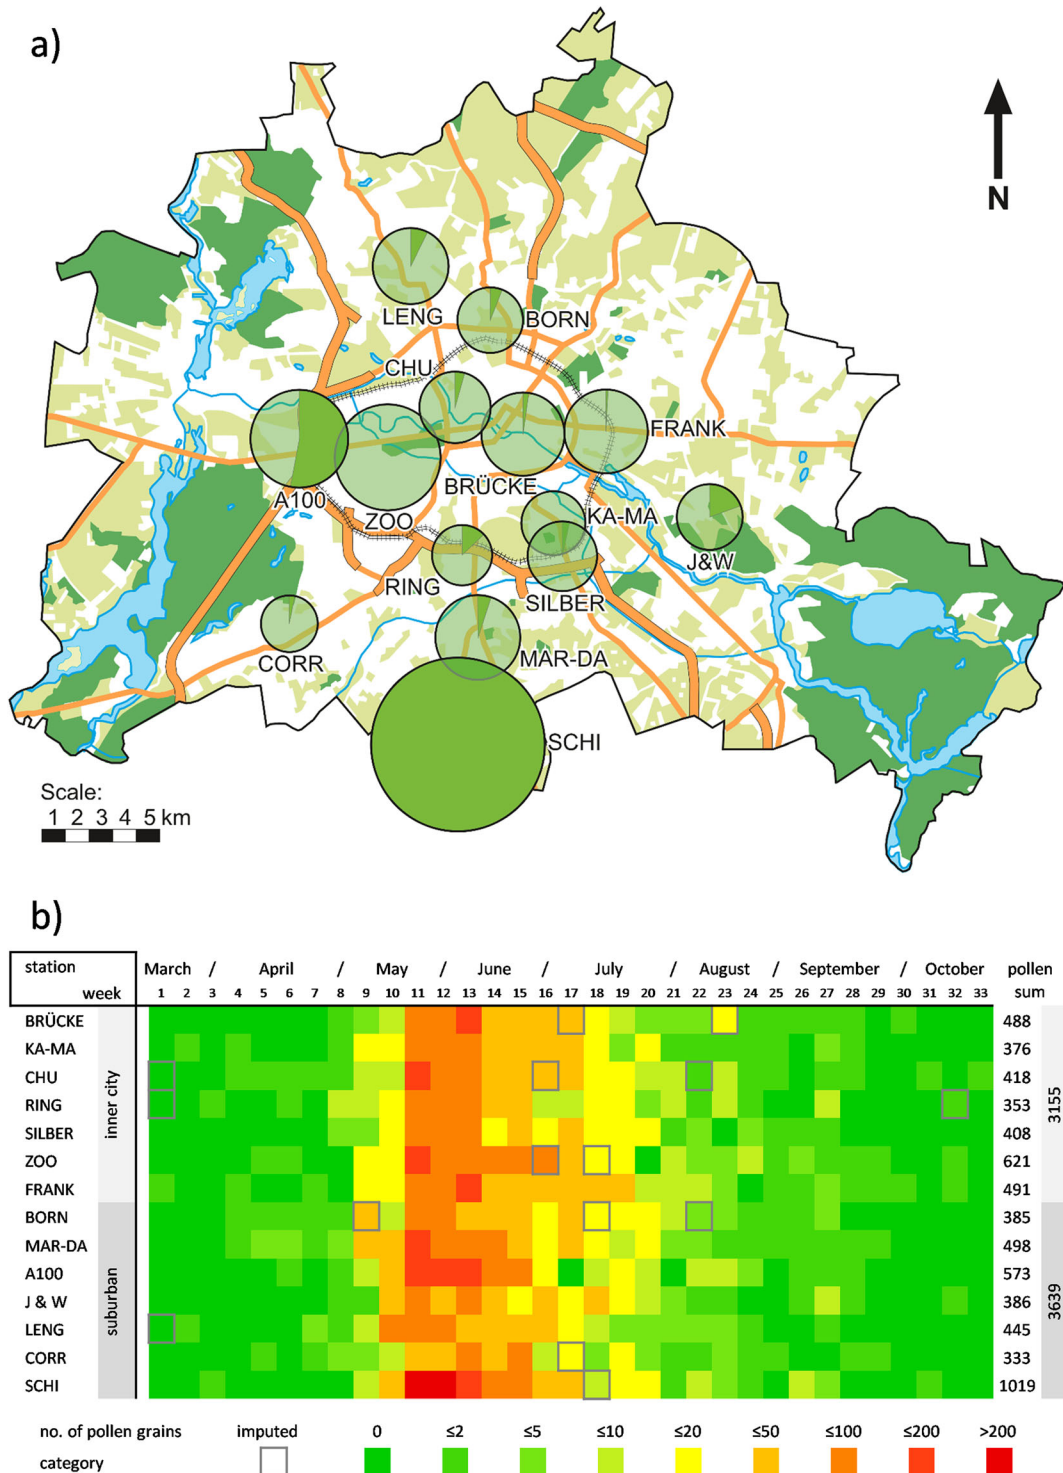 a)
N
LENG
BORN
CHU
FRANK
A100
BRÜCKE
ZOO
KA-MA
J&W
RING
SILBER
CORR
MAR-DA
SCHI
Scale:
1 2 3 4 5 km
b)
station March / April / May / June / July / August / September / October pollen
week 1 2 3 4 5 6 7 8 9 10 11 12 13 14 15 16 17 18 19 20 21 22 23 24 25 26 27 28 29 30 31 32 33 sum
BRÜCKE 488
KA-MA 376
CHU 418
RING 353
SILBER 408
ZOO 621
FRANK 491
inner city
3155
BORN 385
MAR-DA 498
A100 573
J & W 386
LENG 445
CORR 333
SCHI 1019
suburban
3639
no. of pollen grains imputed 0 ≤2 ≤5 ≤10 ≤20 ≤50 ≤100 ≤200 >200
category